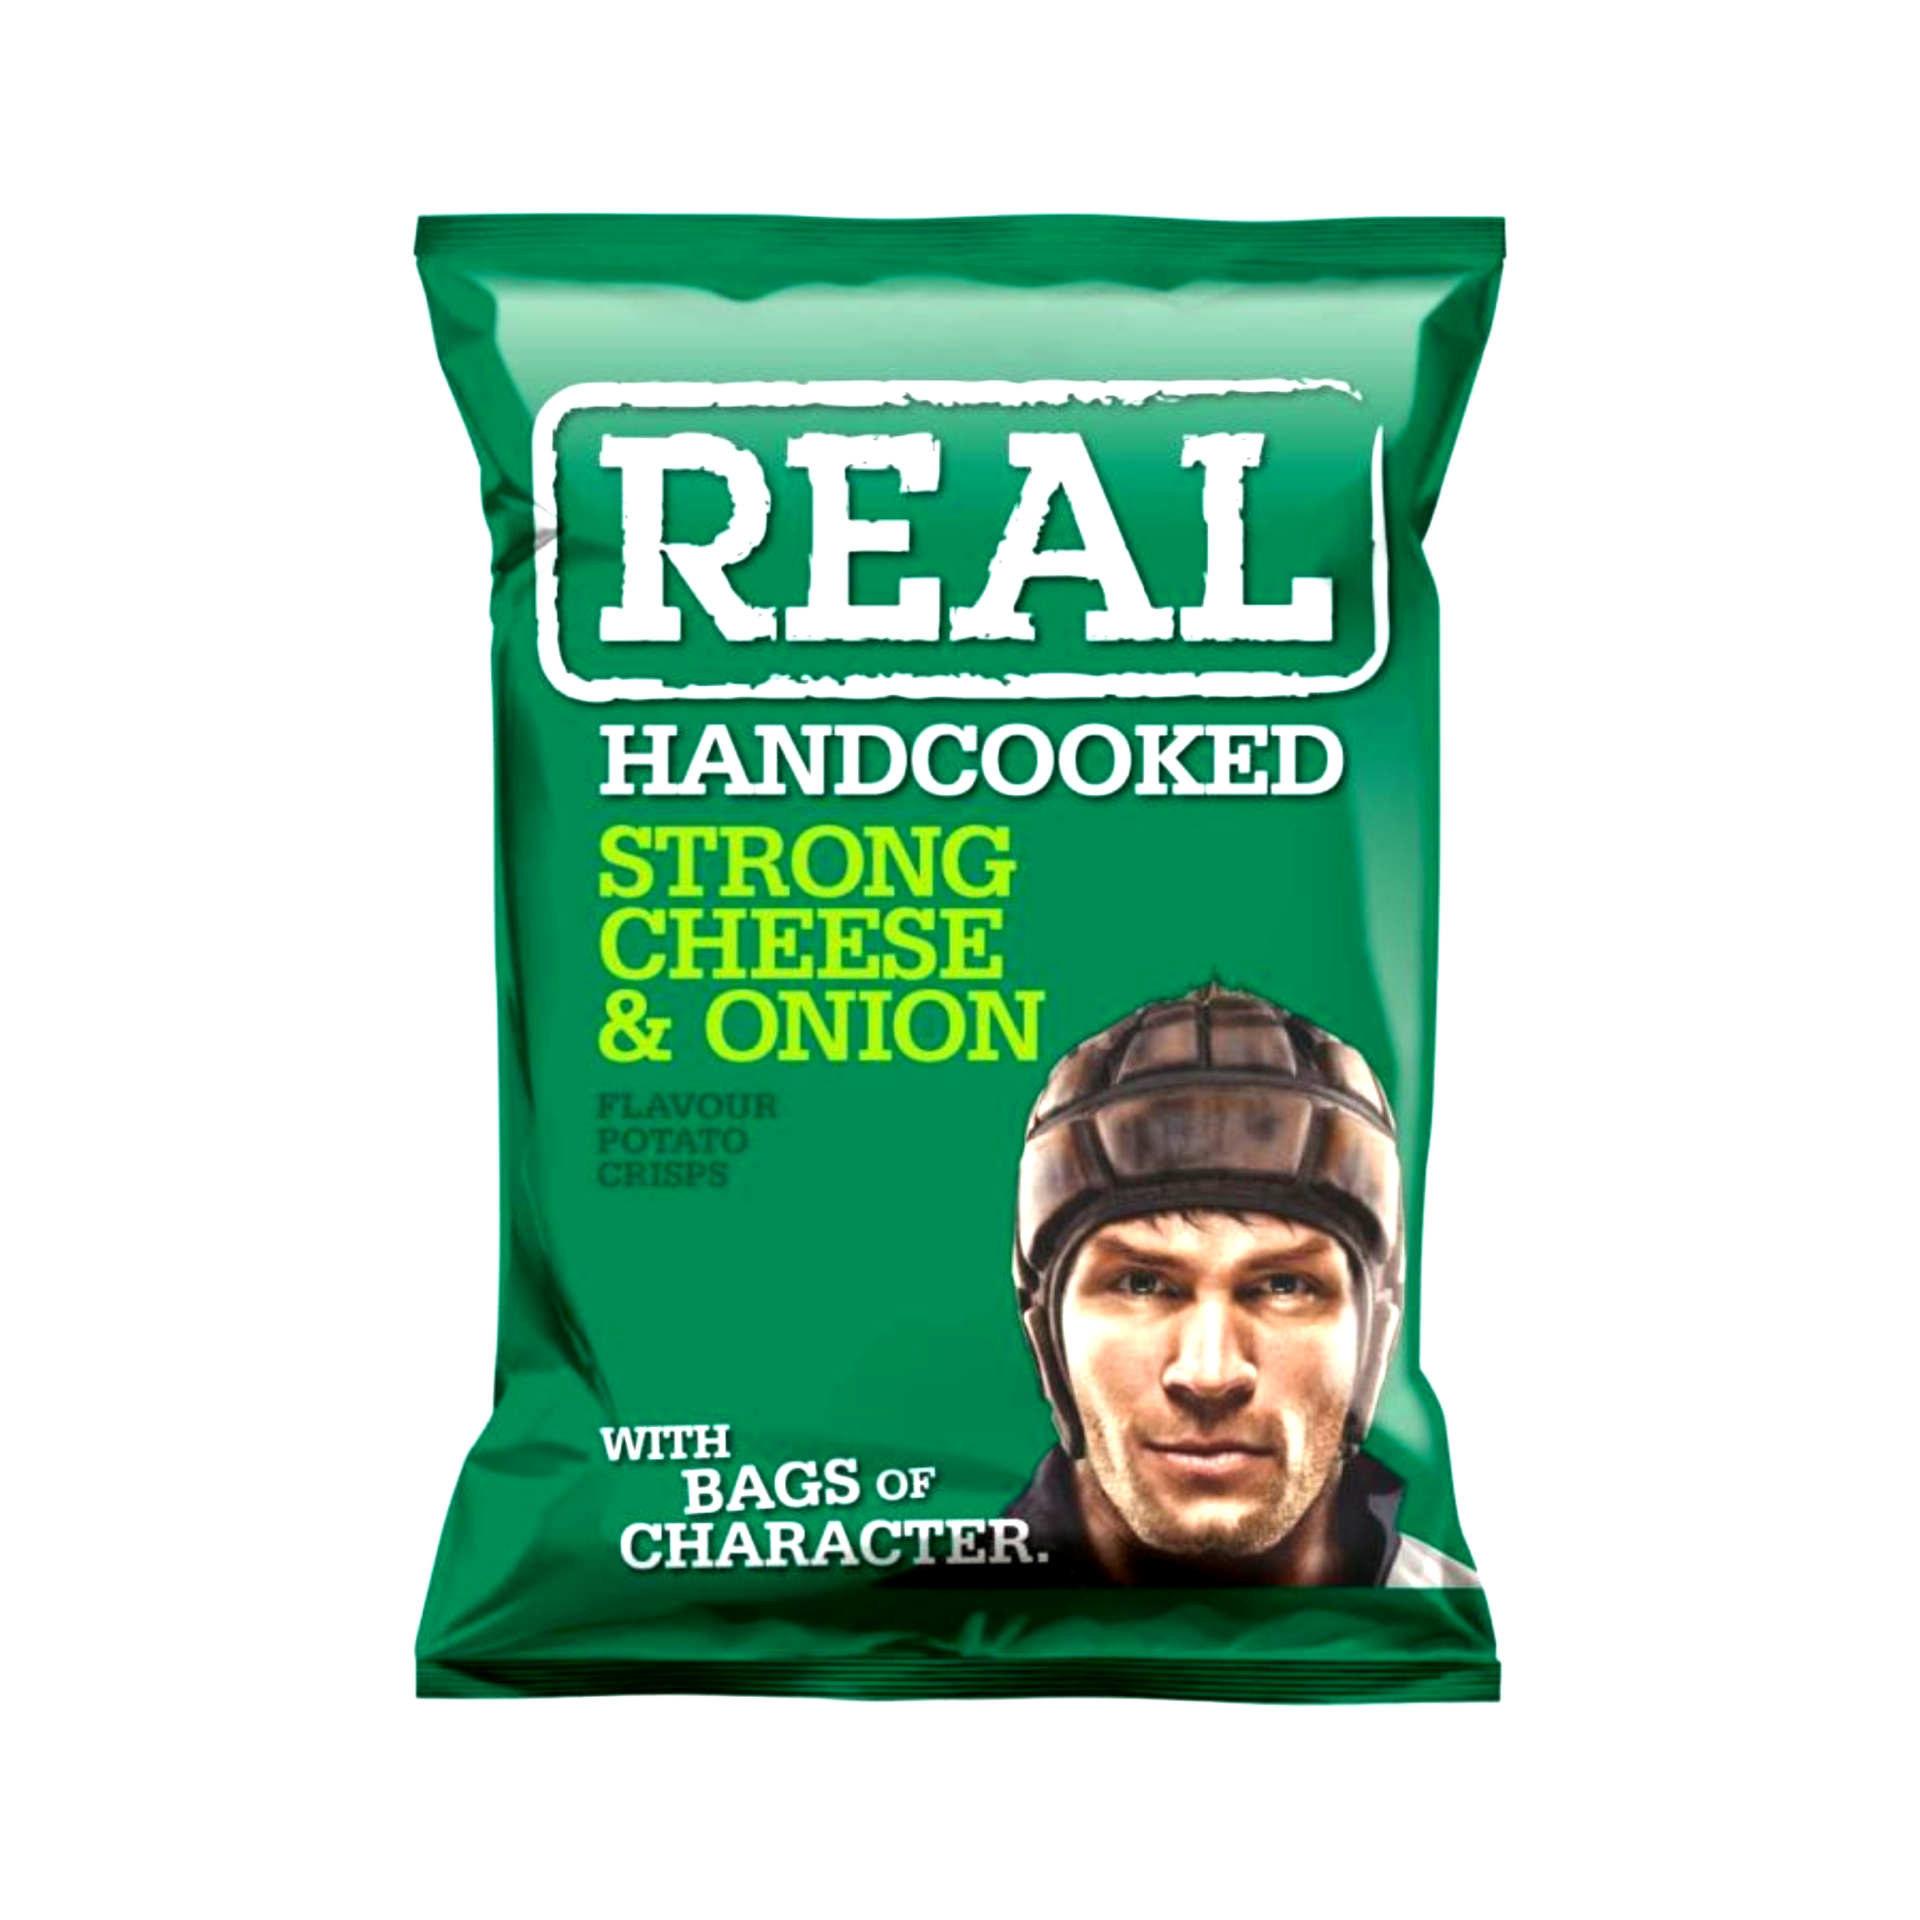 REAL
HANDCOOKED
STRONG
CHEESE
& ONION
FLAVOUR
POTATO
CRISPS
WITH
BAGS OF
CHARACTER.